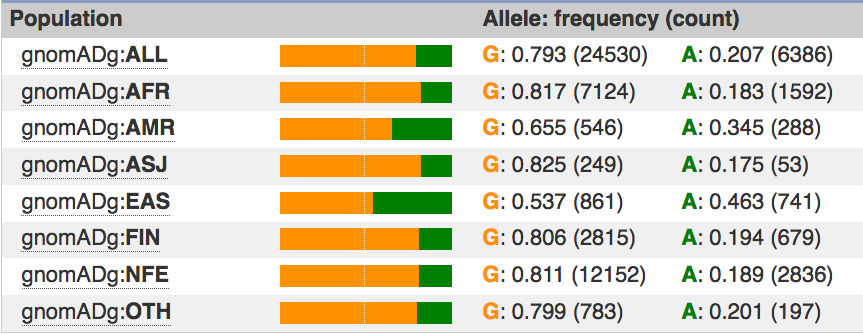 Population Allele: frequency (count)
gnomADg:ALL G: 0.793 (24530) A: 0.207 (6386)
gnomADg:AFR G: 0.817 (7124) A: 0.183 (1592)
gnomADg:AMR G: 0.655 (546) A: 0.345 (288)
gnomADg:ASJ G: 0.825 (249) A: 0.175 (53)
gnomADg:EAS G: 0.537 (861) A: 0.463 (741)
gnomADg:FIN G: 0.806 (2815) A: 0.194 (679)
gnomADg:NFE G: 0.811 (12152) A: 0.189 (2836)
gnomADg:OTH G: 0.799 (783) A: 0.201 (197)